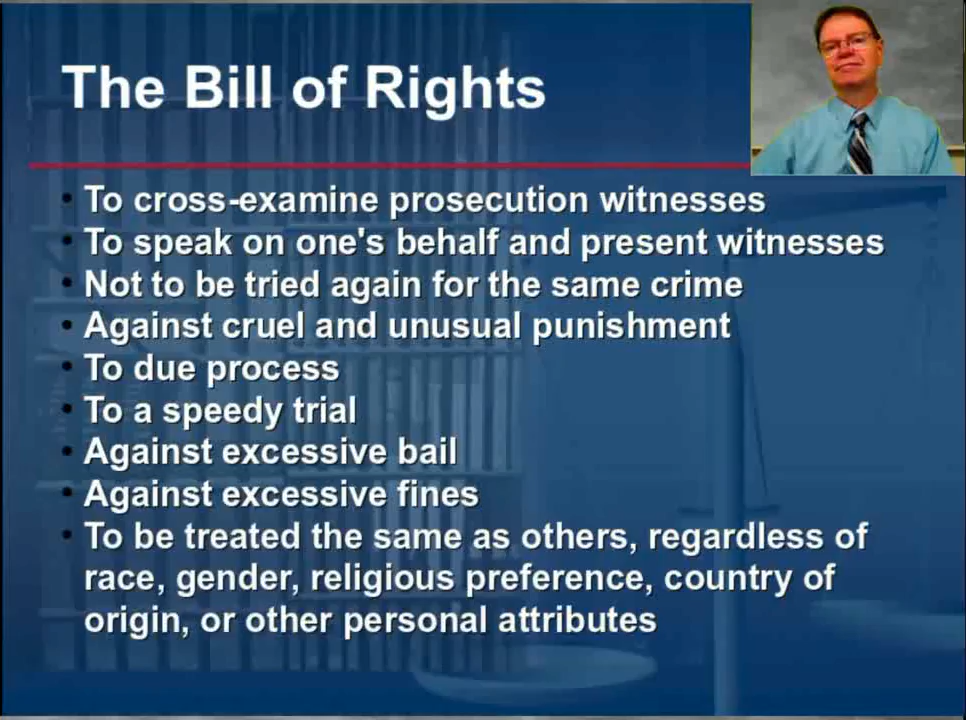 The Bill of Rights
• To cross-examine prosecution witnesses
• To speak on one's behalf and present witnesses
• Not to be tried again for the same crime
• Against cruel and unusual punishment
• To due process
• To a speedy trial
• Against excessive bail
• Against excessive fines
• To be treated the same as others, regardless of
race, gender, religious preference, country of
origin, or other personal attributes